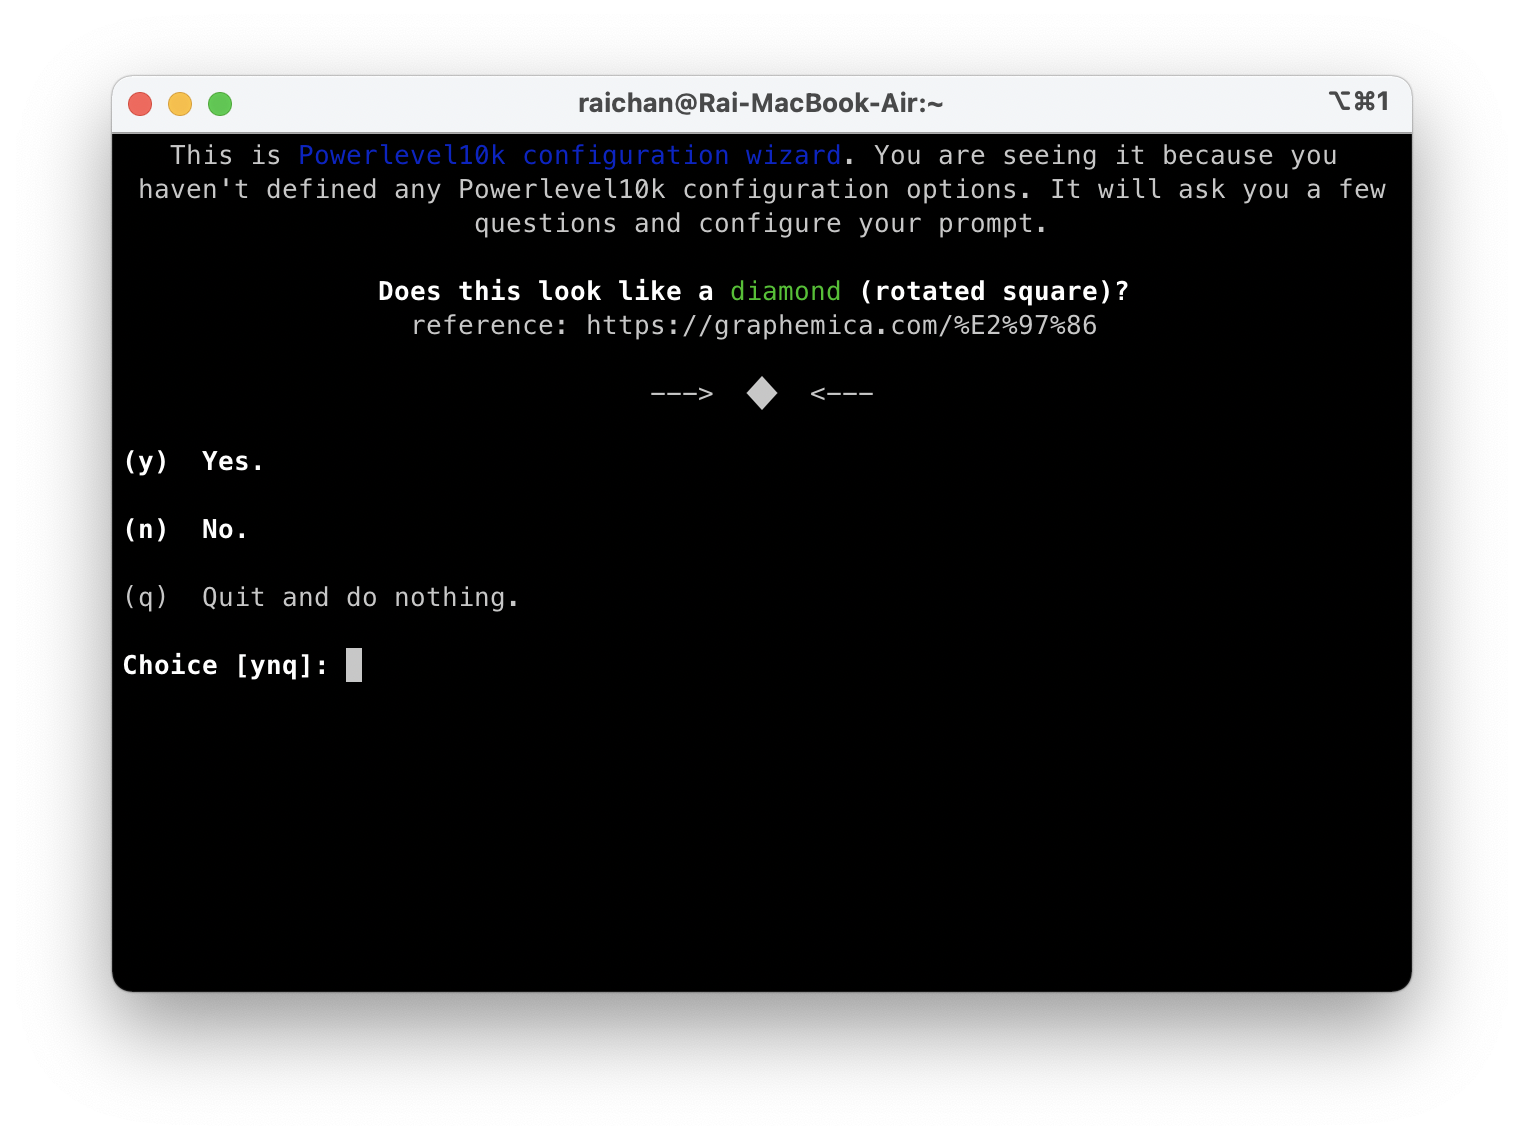 raichan@Rai-MacBook-Air:~ ⌥⌘1
This is Powerlevel10k configuration wizard. You are seeing it because you
haven't defined any Powerlevel10k configuration options. It will ask you a few
questions and configure your prompt.
Does this look like a diamond (rotated square)?
reference: https://graphemica.com/%E2%97%86
---> ◆ <---
(y) Yes.
(n) No.
(q) Quit and do nothing.
Choice [ynq]: